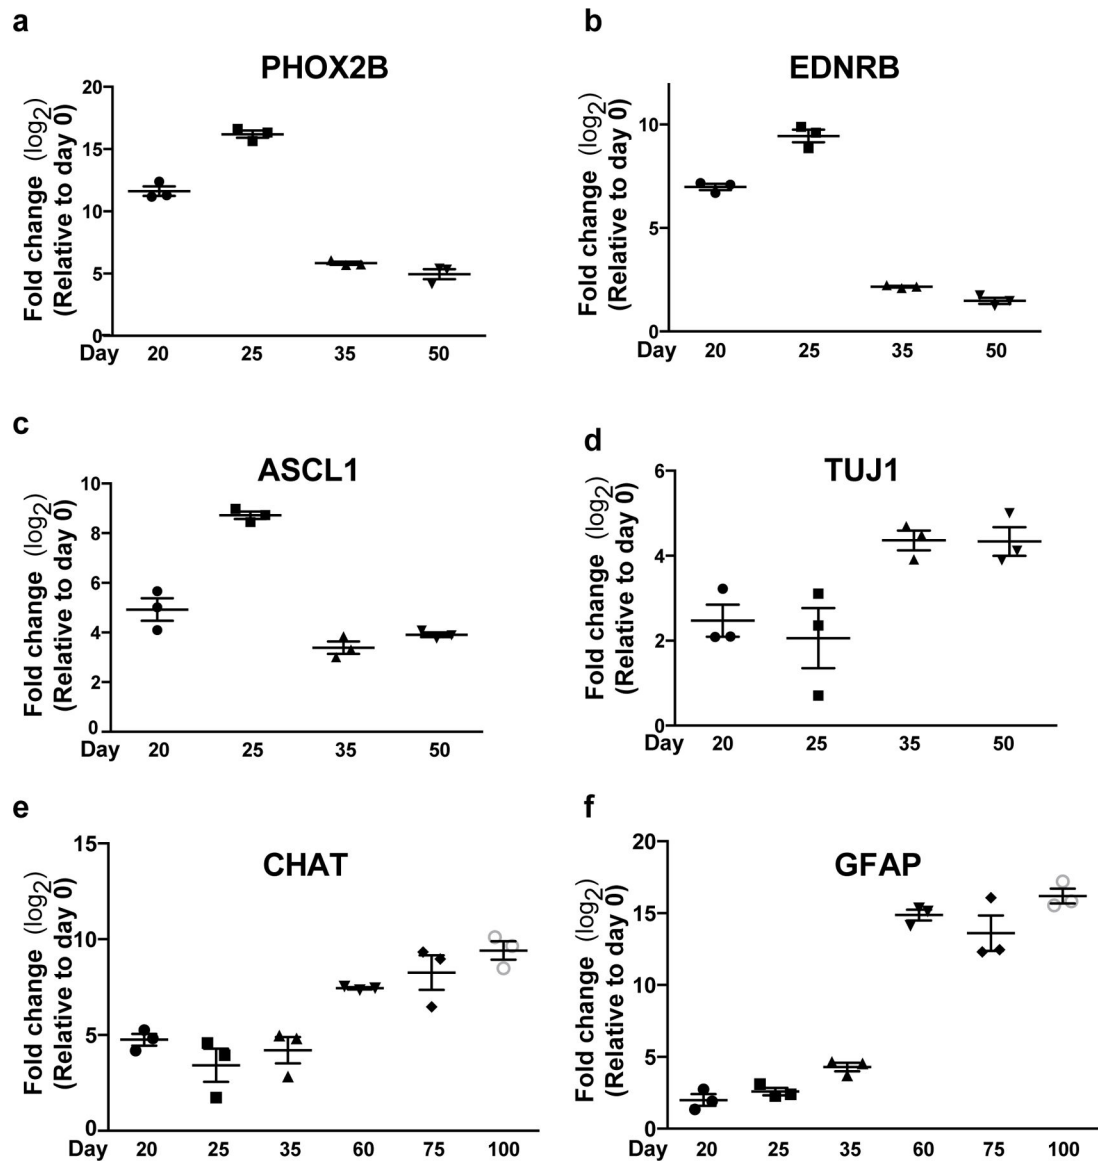 a
PHOX2B
Fold change (log2)
(Relative to day 0)
20
15
10
5
0
Day 20 25 35 50
b
EDNRB
Fold change (log2)
(Relative to day 0)
10
5
0
Day 20 25 35 50
c
ASCL1
Fold change (log2)
(Relative to day 0)
10
8
6
4
2
0
Day 20 25 35 50
d
TUJ1
Fold change (log2)
(Relative to day 0)
6
4
2
0
Day 20 25 35 50
e
CHAT
Fold change (log2)
(Relative to day 0)
15
10
5
0
Day 20 25 35 60 75 100
f
GFAP
Fold change (log2)
(Relative to day 0)
20
15
10
5
0
Day 20 25 35 60 75 100